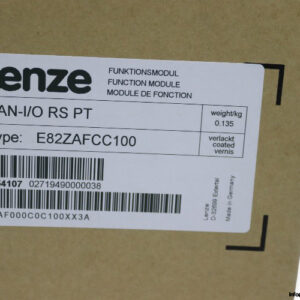 enze
FUNKTIONSMODUL
FUNCTION MODULE
MODULE DE FONCTION
AN-I/O RS PT
weight/kg
0.135
ype: E82ZAFCC100
verlackt
coated
vernis
4107 02719490000038
AF000C0C100XX3A
Lenze
D-32699 Extertal
Made in Germany